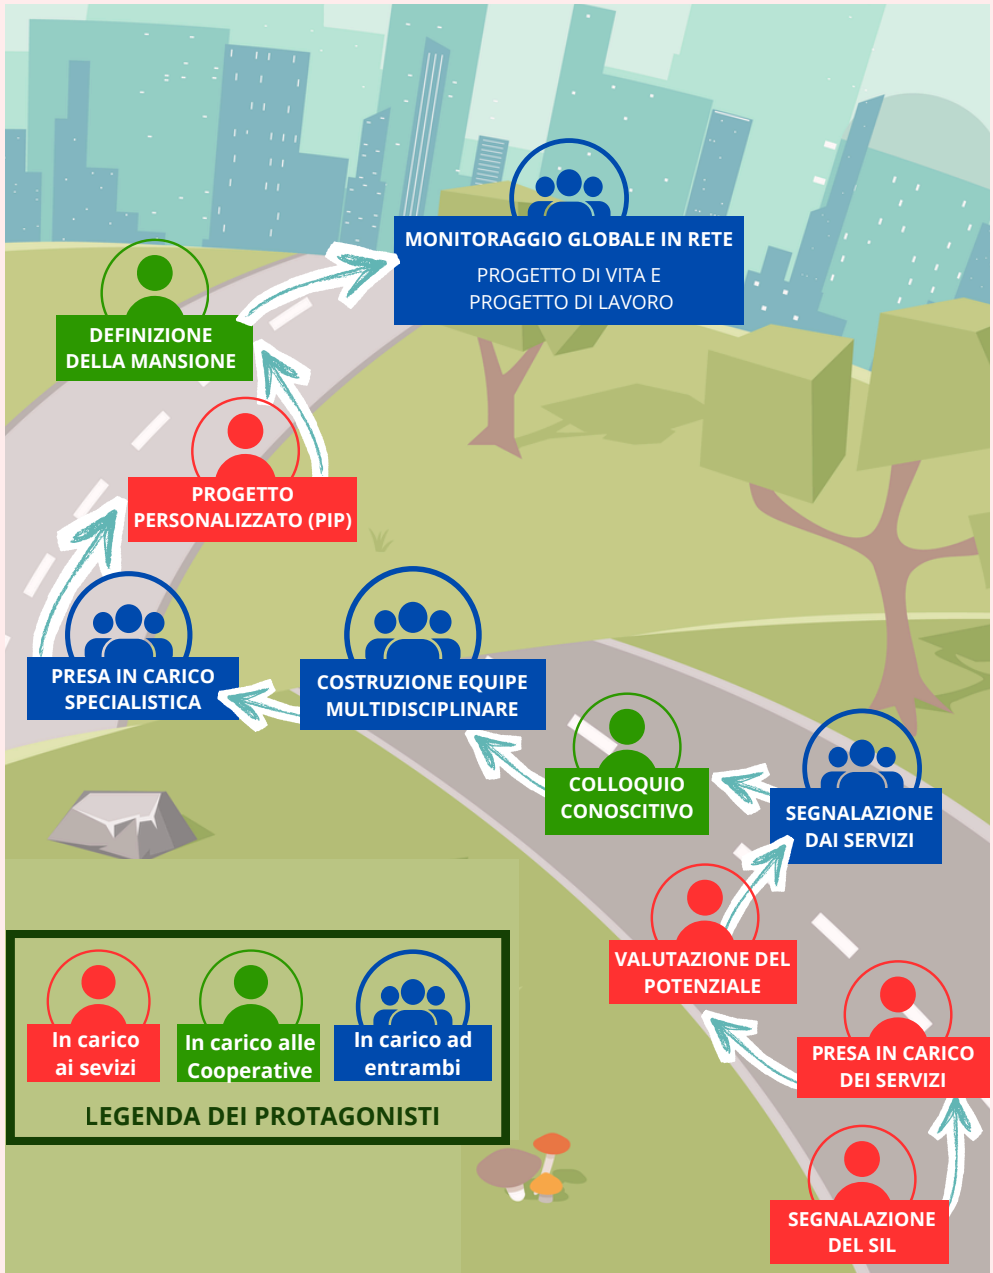 MONITORAGGIO GLOBALE IN RETE
PROGETTO DI VITA E
PROGETTO DI LAVORO
DEFINIZIONE
DELLA MANSIONE
PROGETTO
PERSONALIZZATO (PIP)
PRESA IN CARICO
SPECIALISTICA
COSTRUZIONE EQUIPE
MULTIDISCIPLINARE
COLLOQUIO
CONOSCITIVO
SEGNALAZIONE
DAI SERVIZI
VALUTAZIONE DEL
POTENZIALE
PRESA IN CARICO
DEI SERVIZI
SEGNALAZIONE
DEL SIL
In carico
ai sevizi
In carico alle
Cooperative
In carico ad
entrambi
LEGENDA DEI PROTAGONISTI